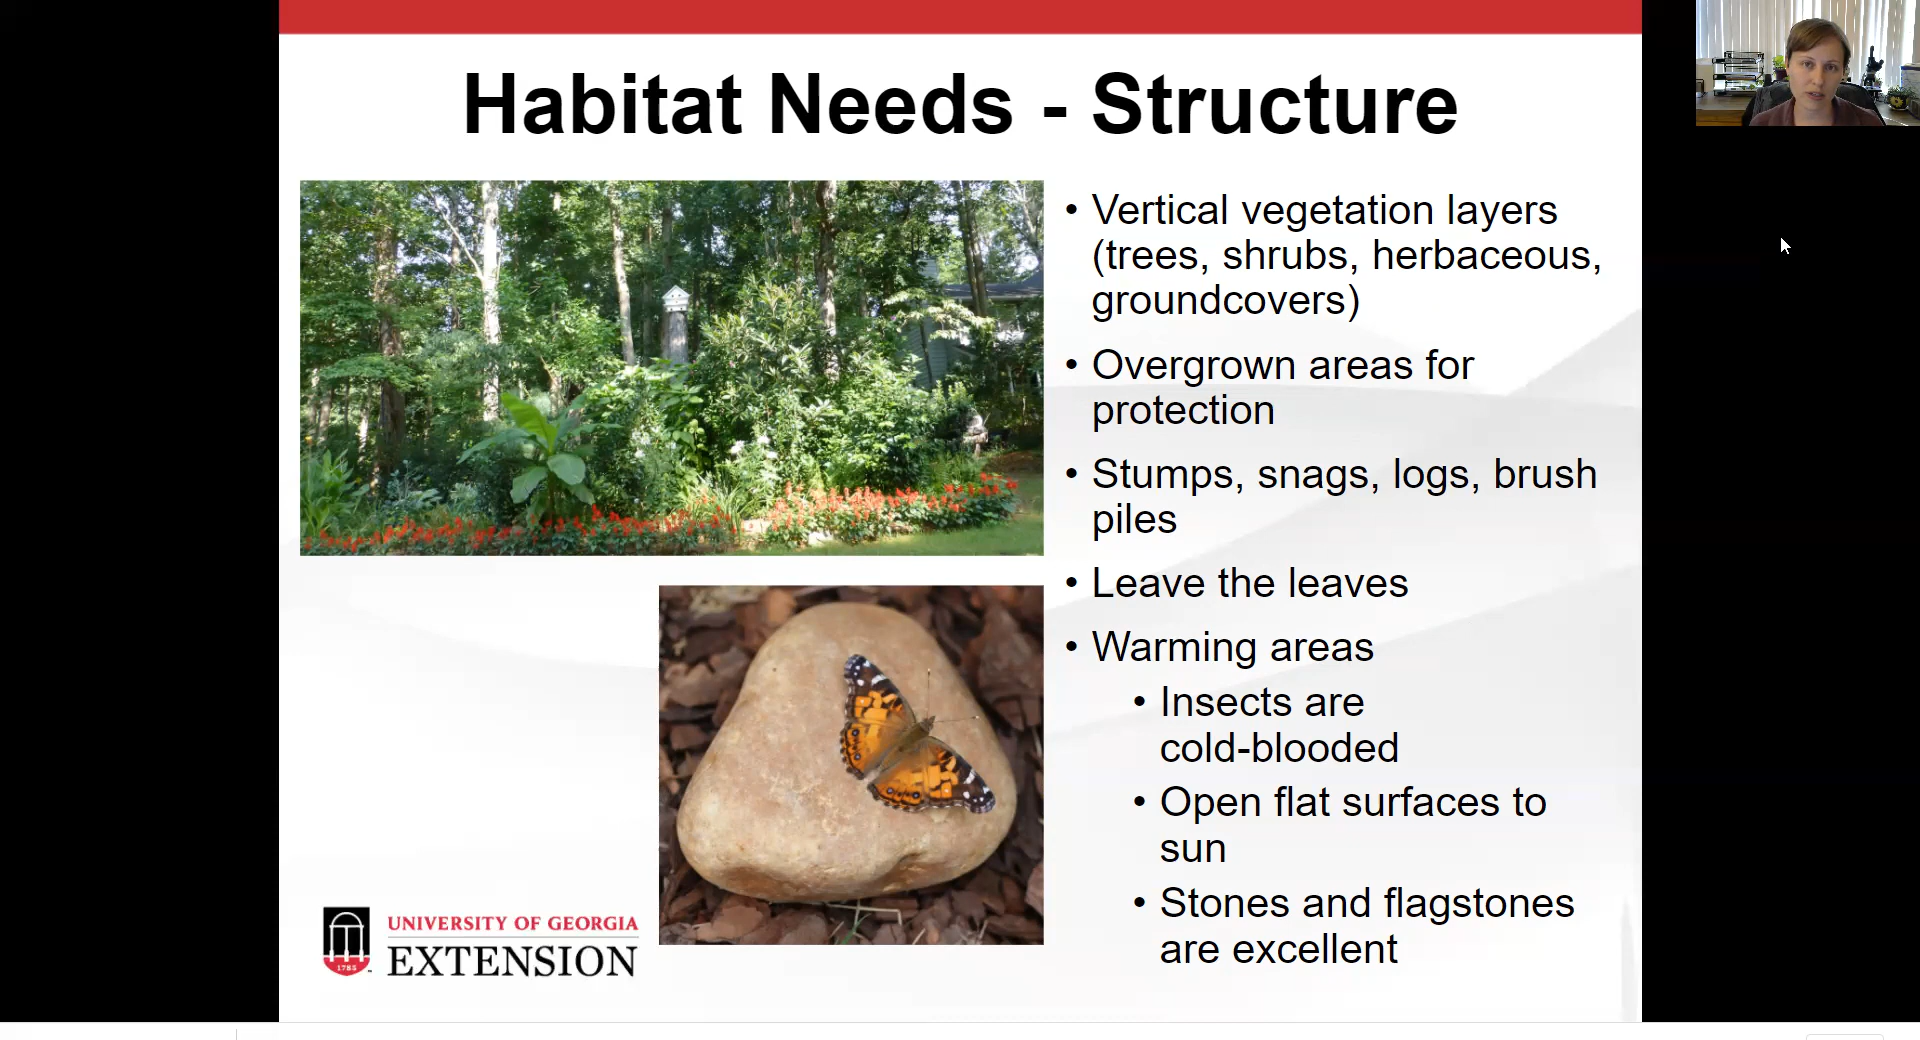 Habitat Needs - Structure
• Vertical vegetation layers
(trees, shrubs, herbaceous,
groundcovers)
• Overgrown areas for
protection
• Stumps, snags, logs, brush
piles
• Leave the leaves
• Warming areas
• Insects are
cold-blooded
• Open flat surfaces to
sun
• Stones and flagstones
are excellent
1785
UNIVERSITY OF GEORGIA
EXTENSION